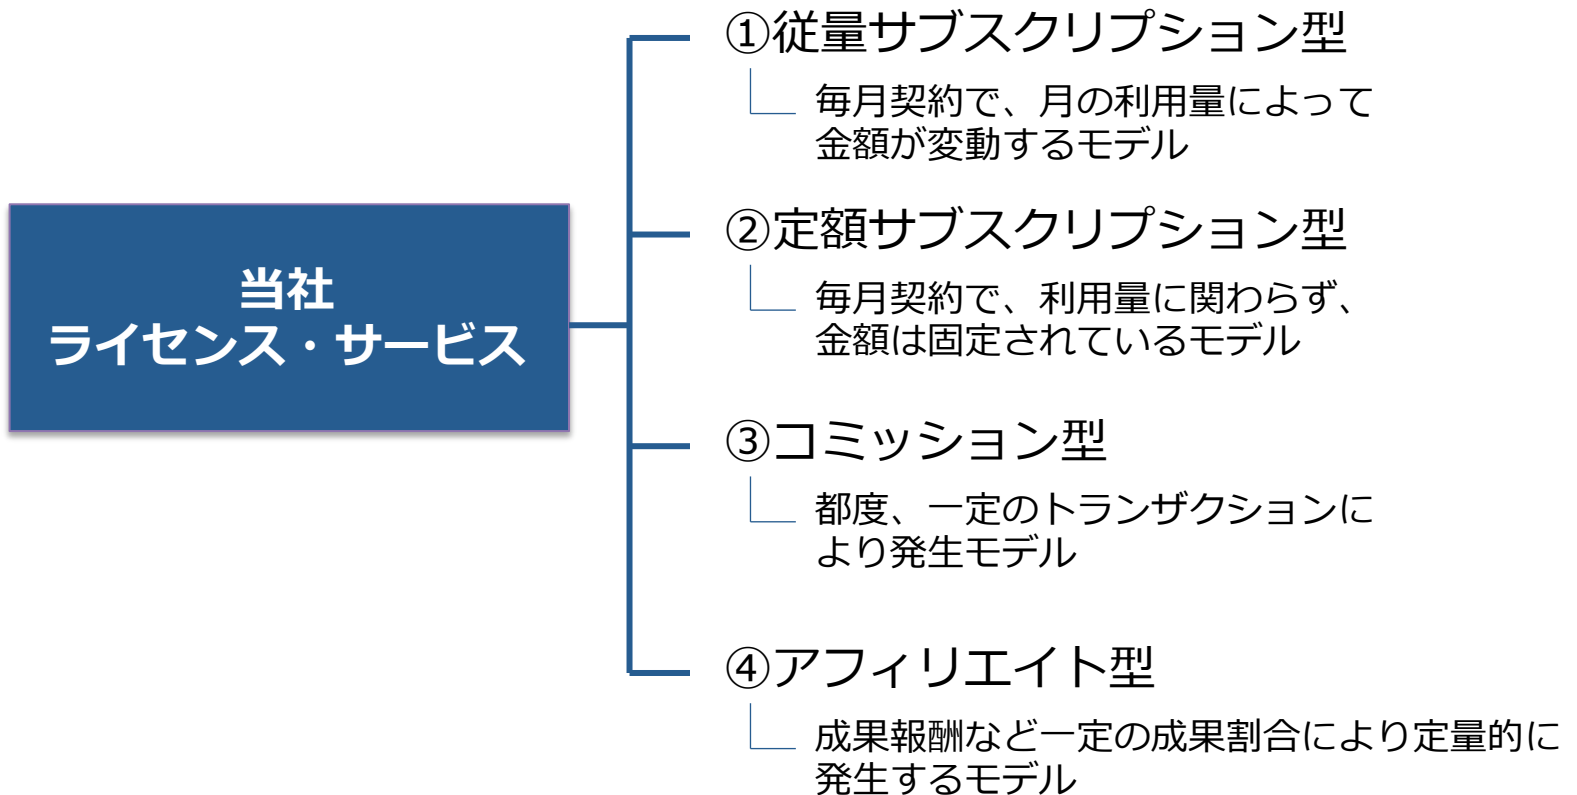 当社
ライセンス・サービス
①従量サブスクリプション型
毎月契約で、月の利用量によって
金額が変動するモデル
②定額サブスクリプション型
毎月契約で、利用量に関わらず、
金額は固定されているモデル
③コミッション型
都度、一定のトランザクションに
より発生モデル
④アフィリエイト型
成果報酬など一定の成果割合により定量的に
発生するモデル